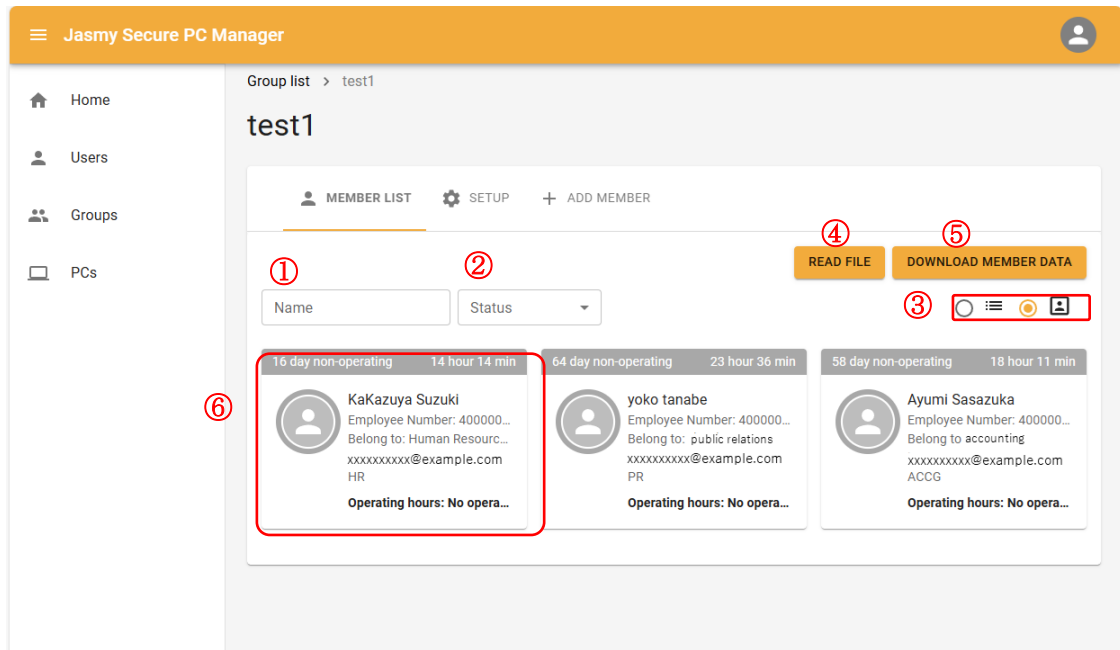 Jasmy Secure PC Manager
Home
Users
Groups
PCs
Group list > test1
test1
MEMBER LIST
SETUP
ADD MEMBER
④
⑤
READ FILE
DOWNLOAD MEMBER DATA
①
②
③
Name
Status
⑥
16 day non-operating 14 hour 14 min
KaKazuya Suzuki
Employee Number: 400000...
Belong to: Human Resourc...
xxxxxxxxxx@example.com
HR
Operating hours: No opera...
64 day non-operating 23 hour 36 min
yoko tanabe
Employee Number: 400000...
Belong to: public relations
xxxxxxxxxx@example.com
PR
Operating hours: No opera...
58 day non-operating 18 hour 11 min
Ayumi Sasazuka
Employee Number: 400000...
Belong to accounting
xxxxxxxxxx@example.com
ACCG
Operating hours: No opera...